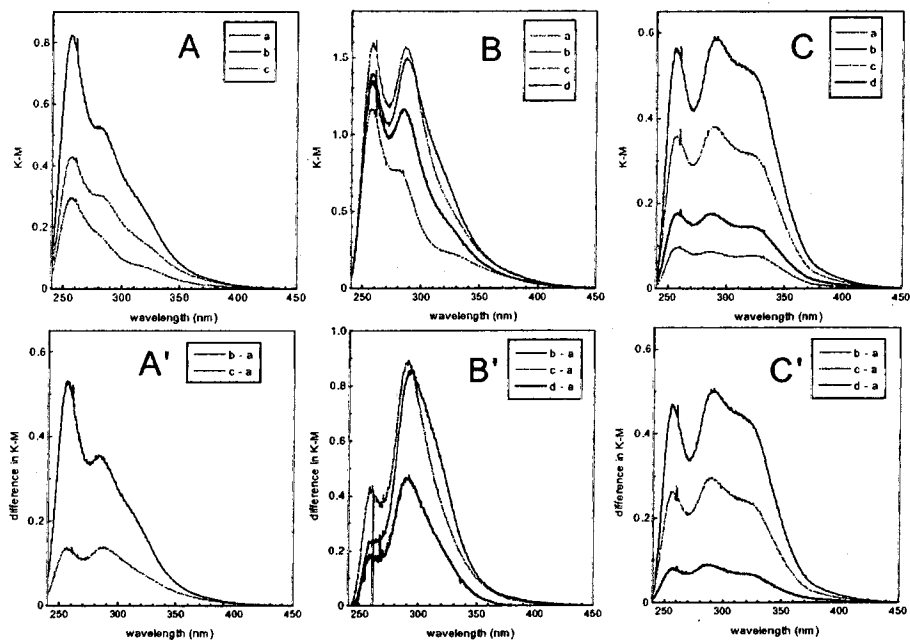 A
a
b
c
K-M
0.8
0.6
0.4
0.2
0
250 300 350 400 450
wavelength (nm)
B
a
b
c
d
K-M
1.5
1.0
0.5
0
250 300 350 400 450
wavelength (nm)
C
a
b
c
d
K-M
0.6
0.4
0.2
0
250 300 350 400 450
wavelength (nm)
A'
b - a
c - a
difference in K-M
0.6
0.4
0.2
0
250 300 350 400 450
wavelength (nm)
B'
b - a
c - a
d - a
difference in K-M
1.0
0.8
0.6
0.4
0.2
0
250 300 350 400 450
wavelength (nm)
C'
b - a
c - a
d - a
difference in K-M
0.6
0.4
0.2
0
250 300 350 400 450
wavelength (nm)